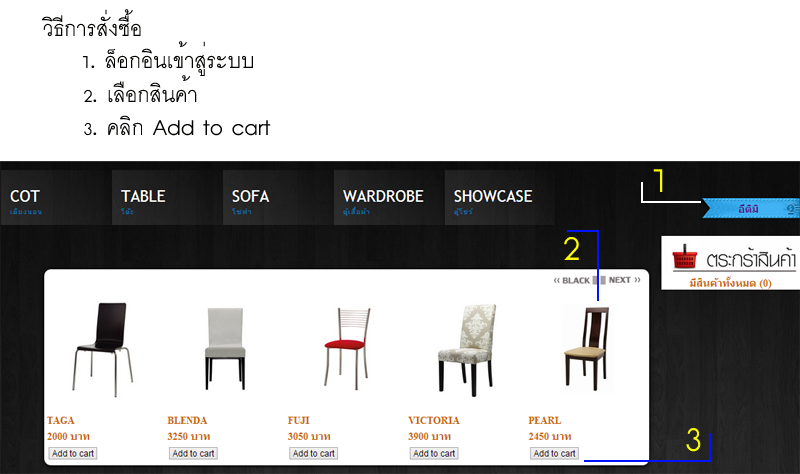 วิธีการสั่งซื้อ
1. ล็อกอินเข้าสู่ระบบ
2. เลือกสินค้า
3. คลิก Add to cart
COT TABLE SOFA WARDROBE SHOWCASE
เตียงนอน โต๊ะ โซฟา ตู้เสื้อผ้า ตู้โชว์
1
อีดิมิ
2
ตะกร้าสินค้า
มีสินค้าทั้งหมด (0)
‹‹ BLACK NEXT ››
TAGA BLENDA FUJI VICTORIA PEARL
2000 บาท 3250 บาท 3050 บาท 3900 บาท 2450 บาท
Add to cart Add to cart Add to cart Add to cart Add to cart
3